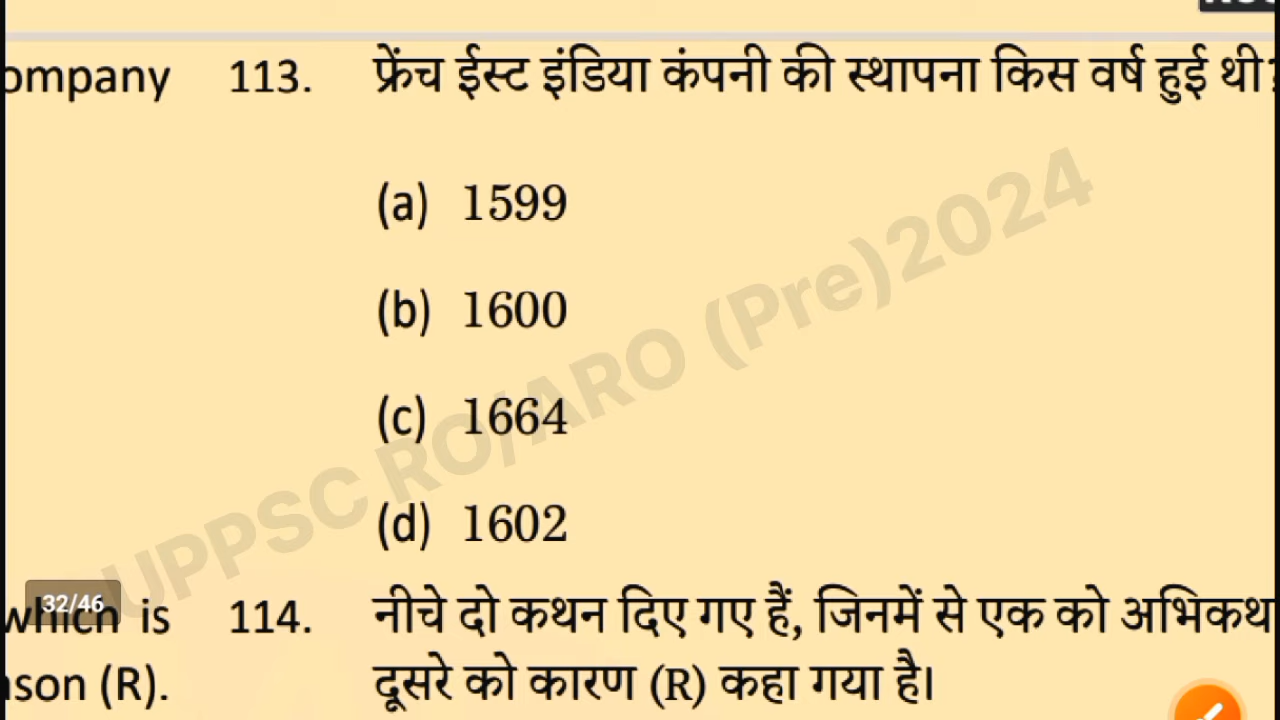 ompany 113. फ्रेंच ईस्ट इंडिया कंपनी की स्थापना किस वर्ष हुई थी?
(a) 1599
(b) 1600
(c) 1664
(d) 1602
UPPSC RO/ARO (Pre)2024
32/46
which is 114. नीचे दो कथन दिए गए हैं, जिनमें से एक को अभिकथ
son (R). दूसरे को कारण (R) कहा गया है।